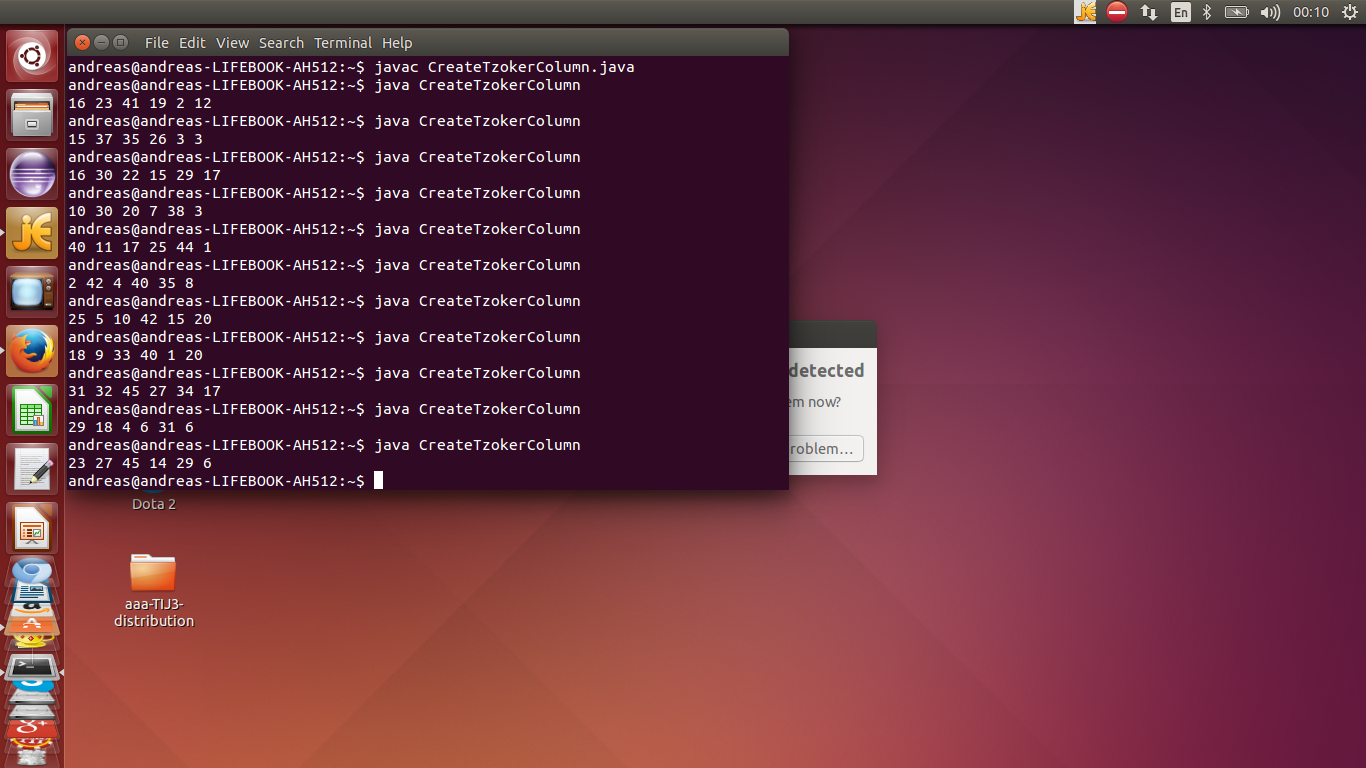 En 00:10
File Edit View Search Terminal Help
andreas@andreas-LIFEBOOK-AH512:~$ javac CreateTzokerColumn.java
andreas@andreas-LIFEBOOK-AH512:~$ java CreateTzokerColumn
16 23 41 19 2 12
andreas@andreas-LIFEBOOK-AH512:~$ java CreateTzokerColumn
15 37 35 26 3 3
andreas@andreas-LIFEBOOK-AH512:~$ java CreateTzokerColumn
16 30 22 15 29 17
andreas@andreas-LIFEBOOK-AH512:~$ java CreateTzokerColumn
10 30 20 7 38 3
andreas@andreas-LIFEBOOK-AH512:~$ java CreateTzokerColumn
40 11 17 25 44 1
andreas@andreas-LIFEBOOK-AH512:~$ java CreateTzokerColumn
2 42 4 40 35 8
andreas@andreas-LIFEBOOK-AH512:~$ java CreateTzokerColumn
25 5 10 42 15 20
andreas@andreas-LIFEBOOK-AH512:~$ java CreateTzokerColumn
18 9 33 40 1 20
andreas@andreas-LIFEBOOK-AH512:~$ java CreateTzokerColumn
31 32 45 27 34 17
andreas@andreas-LIFEBOOK-AH512:~$ java CreateTzokerColumn
29 18 4 6 31 6
andreas@andreas-LIFEBOOK-AH512:~$ java CreateTzokerColumn
23 27 45 14 29 6
andreas@andreas-LIFEBOOK-AH512:~$
detected
now?
Dota 2
aaa-TIJ3-
distribution